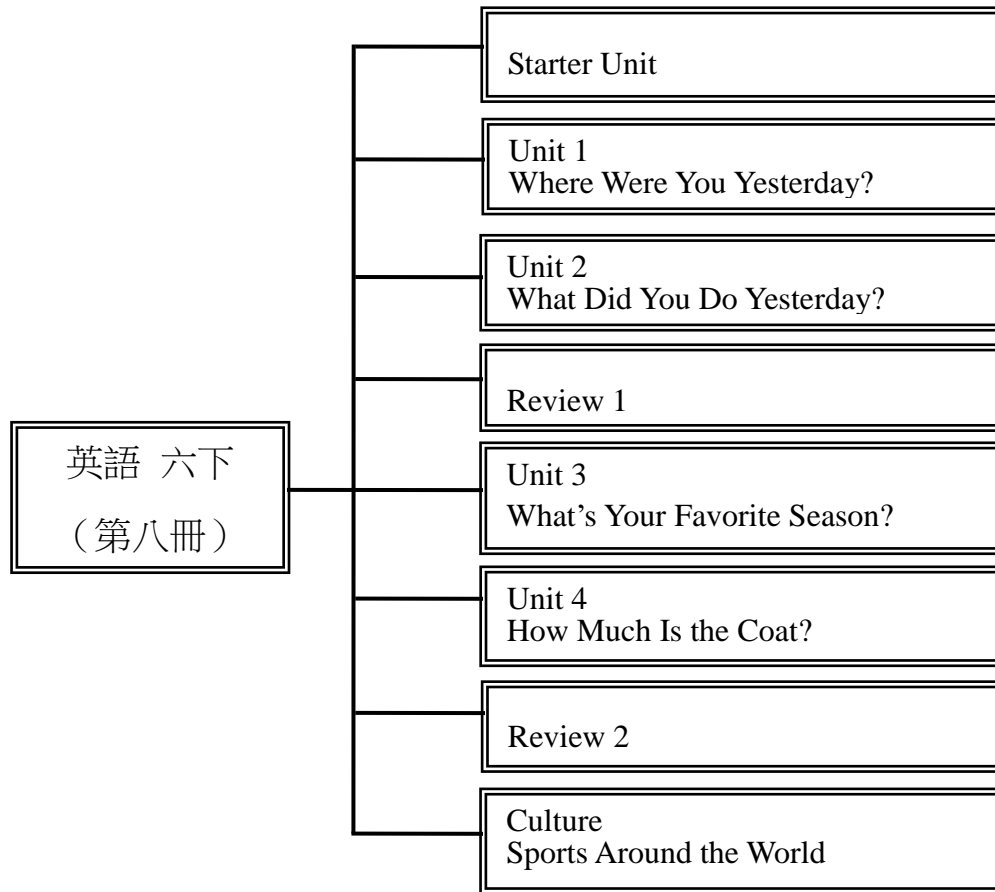 英語 六下
（第八冊）
Starter Unit
Unit 1
Where Were You Yesterday?
Unit 2
What Did You Do Yesterday?
Review 1
Unit 3
What’s Your Favorite Season?
Unit 4
How Much Is the Coat?
Review 2
Culture
Sports Around the World